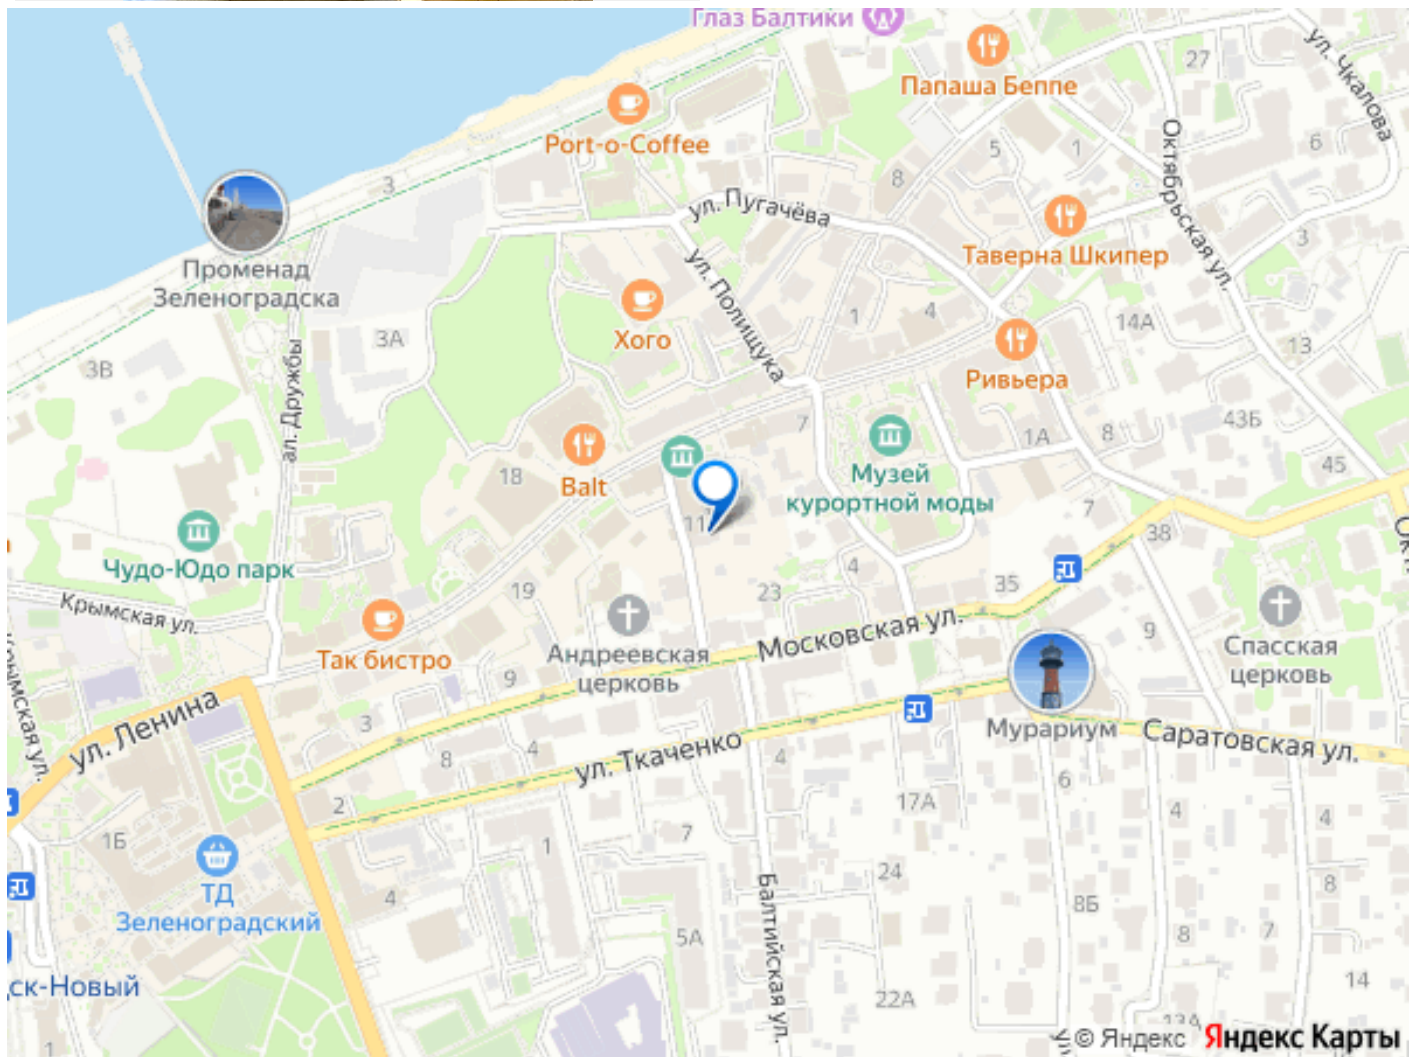 Глаз Балтики
Папаша Беппе
27
ул. Чкалова
6
Port-o-Coffee
5
1
Октябрьская ул.
3
8
ул. Пугачёва
Таверна Шкипер
3
Променад
Зеленоградска
ул. Полищука
Хого
1
4
14А
13
3А
3В
ал. Дружбы
Ривьера
43Б
7
1А
8
45
18
Balt
Музей
курортной моды
11
7
38
Чудо-Юдо парк
Крымская ул.
19
23
4
35
Так бистро
Андреевская
церковь
Московская ул.
9
Спасская
церковь
9
3
ул. Ленина
Крымская ул.
Мурариум
Саратовская ул.
8
4
ул. Ткаченко
4
6
2
17А
4
4
1Б
1
7
ТД
Зеленоградский
24
8
4
8Б
Балтийская ул.
5А
8
7
ск-Новый
22А
14
13А
© Яндекс
Яндекс Карты